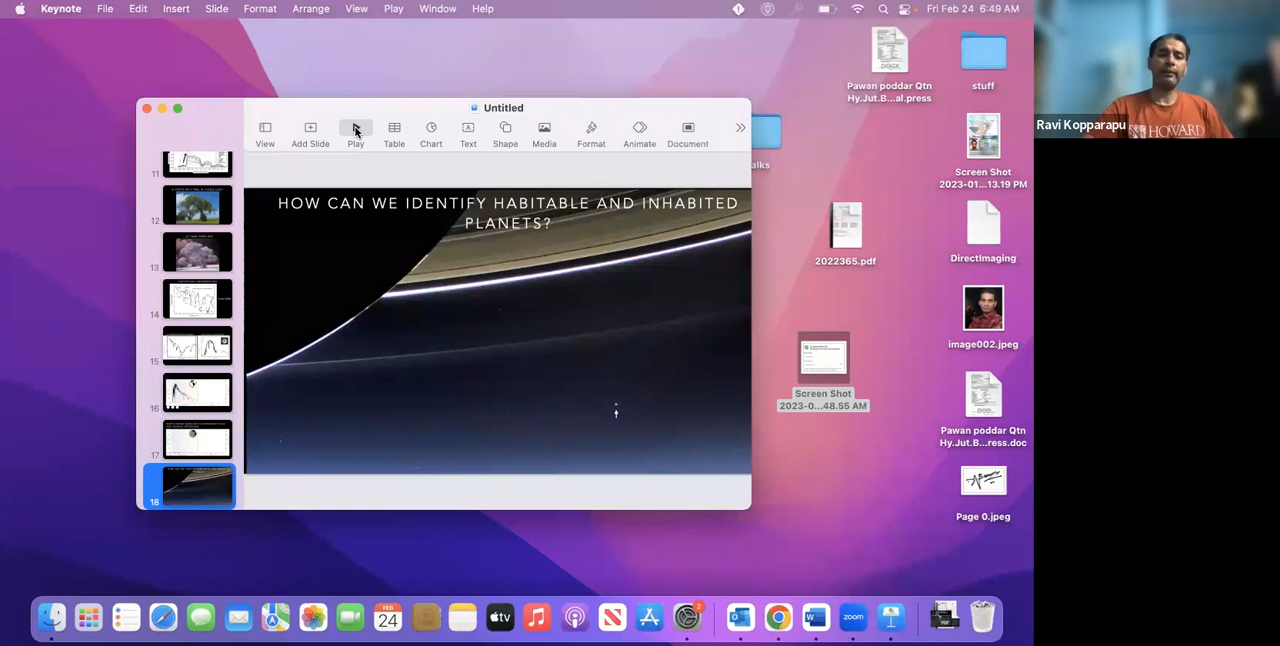 Keynote File Edit Insert Slide Format Arrange View Play Window Help
Fri Feb 24 6:49 AM
Untitled
View Add Slide Play Table Chart Text Shape Media Format Animate Document
11
12
13
14
15
16
17
18
HOW CAN WE IDENTIFY HABITABLE AND INHABITED
PLANETS?
DOCX
Pawan poddar Qtn
Hy.Jut.B...al.press
stuff
alks
Screen Shot
2023-01...13.19 PM
2022365.pdf
DirectImaging
image002.jpeg
Screen Shot
2023-0...48.55 AM
Pawan poddar Qtn
Hy.Jut.B...ress.doc
Page 0.jpeg
FEB
24
tv
2
zoom
W
PDF
Ravi Kopparapu
HOWARD